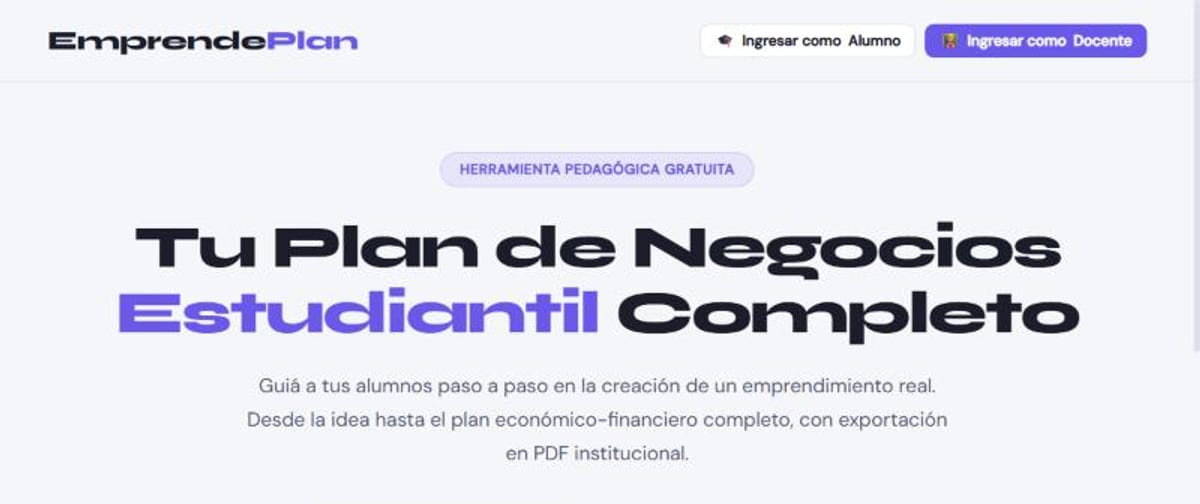 EmprendePlan
Ingresar como Alumno
Ingresar como Docente
HERRAMIENTA PEDAGÓGICA GRATUITA
Tu Plan de Negocios
Estudiantil Completo
Guiá a tus alumnos paso a paso en la creación de un emprendimiento real.
Desde la idea hasta el plan económico-financiero completo, con exportación
en PDF institucional.